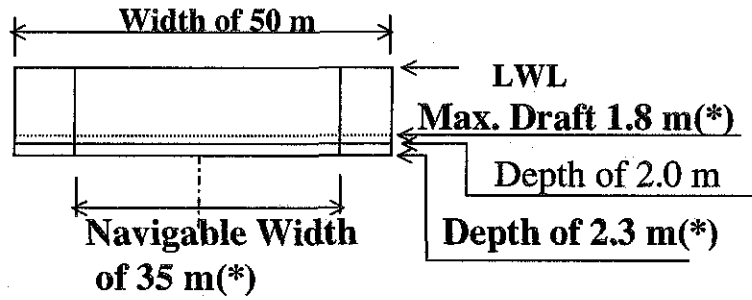 Width of 50 m
LWL
Max. Draft 1.8 m(*)
Depth of 2.0 m
Navigable Width
of 35 m(*)
Depth of 2.3 m(*)